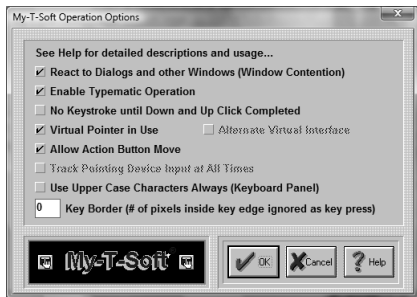 My-T-Soft Operation Options
See Help for detailed descriptions and usage...
React to Dialogs and other Windows (Window Contention)
Enable Typematic Operation
No Keystroke until Down and Up Click Completed
Virtual Pointer in Use Alternate Virtual Interface
Allow Action Button Move
Track Pointing Device Input at All Times
Use Upper Case Characters Always (Keyboard Panel)
0 Key Border (# of pixels inside key edge ignored as key press)
My-T-Soft OK Cancel Help